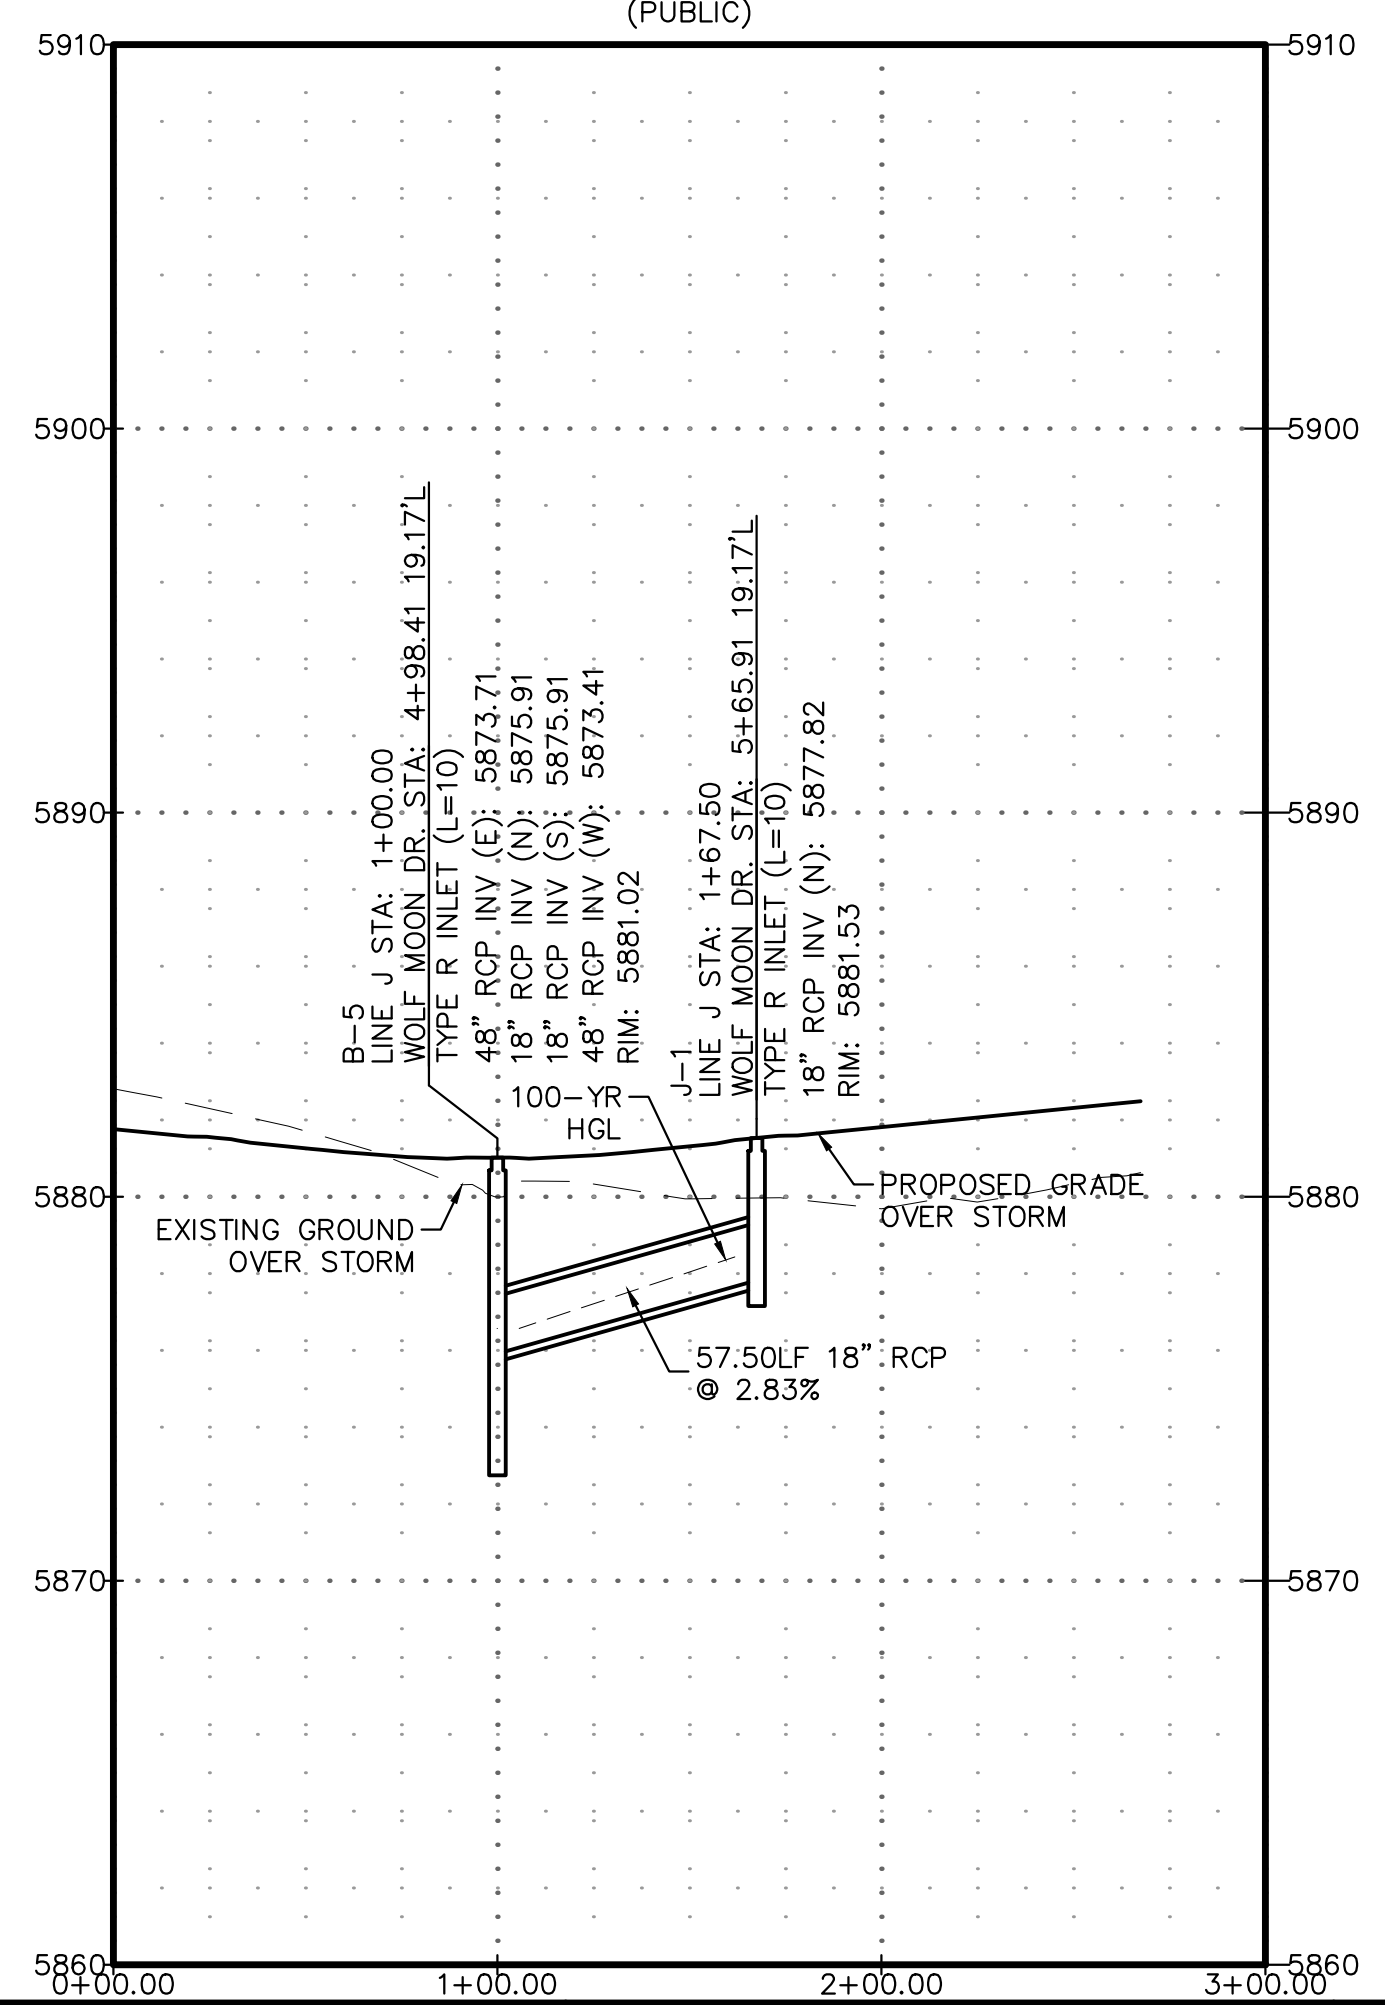 (PUBLIC)
5910
5910
5900
5900
5890
5890
B-5
LINE J STA: 1+00.00
WOLF MOON DR. STA: 4+98.41 19.17'L
TYPE R INLET (L=10)
48" RCP INV (E): 5873.71
18" RCP INV (N): 5875.91
18" RCP INV (S): 5875.91
48" RCP INV (W): 5873.41
RIM: 5881.02
J-1
LINE J STA: 1+67.50
WOLF MOON DR. STA: 5+65.91 19.17'L
TYPE R INLET (L=10)
18" RCP INV (N): 5877.82
RIM: 5881.53
100-YR
HGL
5880
5880
PROPOSED GRADE
OVER STORM
EXISTING GROUND
OVER STORM
57.50LF 18" RCP
@ 2.83%
5870
5870
5860
5860
0+00.00
1+00.00
2+00.00
3+00.00